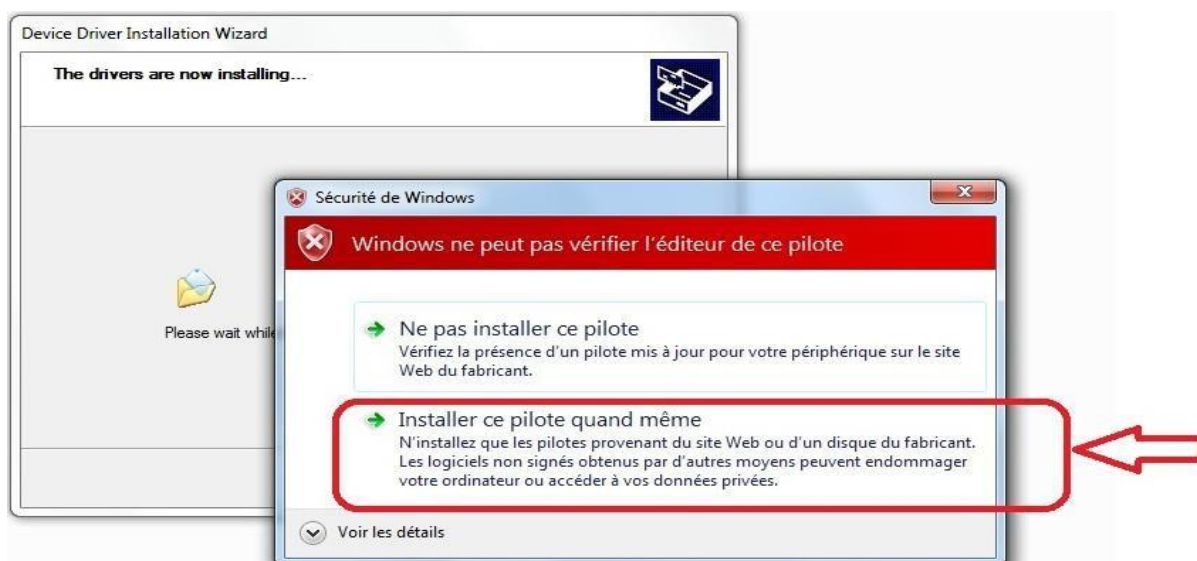 Device Driver Installation Wizard
The drivers are now installing...
Please wait while
Sécurité de Windows
Windows ne peut pas vérifier l'éditeur de ce pilote
Ne pas installer ce pilote
Vérifiez la présence d'un pilote mis à jour pour votre périphérique sur le site
Web du fabricant.
Installer ce pilote quand même
N'installez que les pilotes provenant du site Web ou d'un disque du fabricant.
Les logiciels non signés obtenus par d'autres moyens peuvent endommager
votre ordinateur ou accéder à vos données privées.
Voir les détails